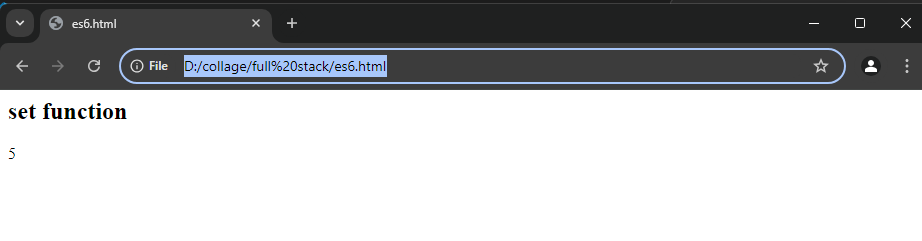 es6.html
File D:/collage/full%20stack/es6.html
set function
5